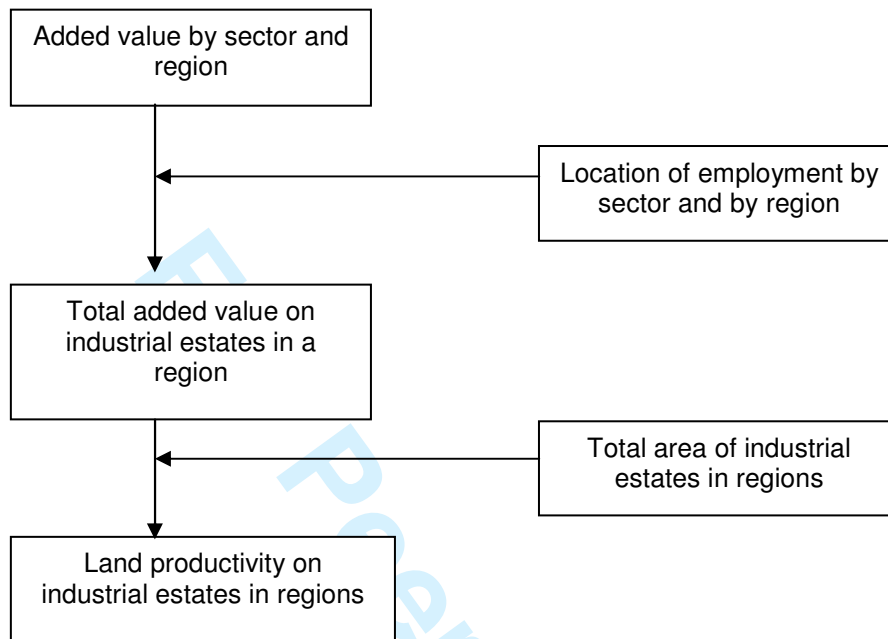 Added value by sector and
region
Location of employment by
sector and by region
Total added value on
industrial estates in a
region
Total area of industrial
estates in regions
Land productivity on
industrial estates in regions